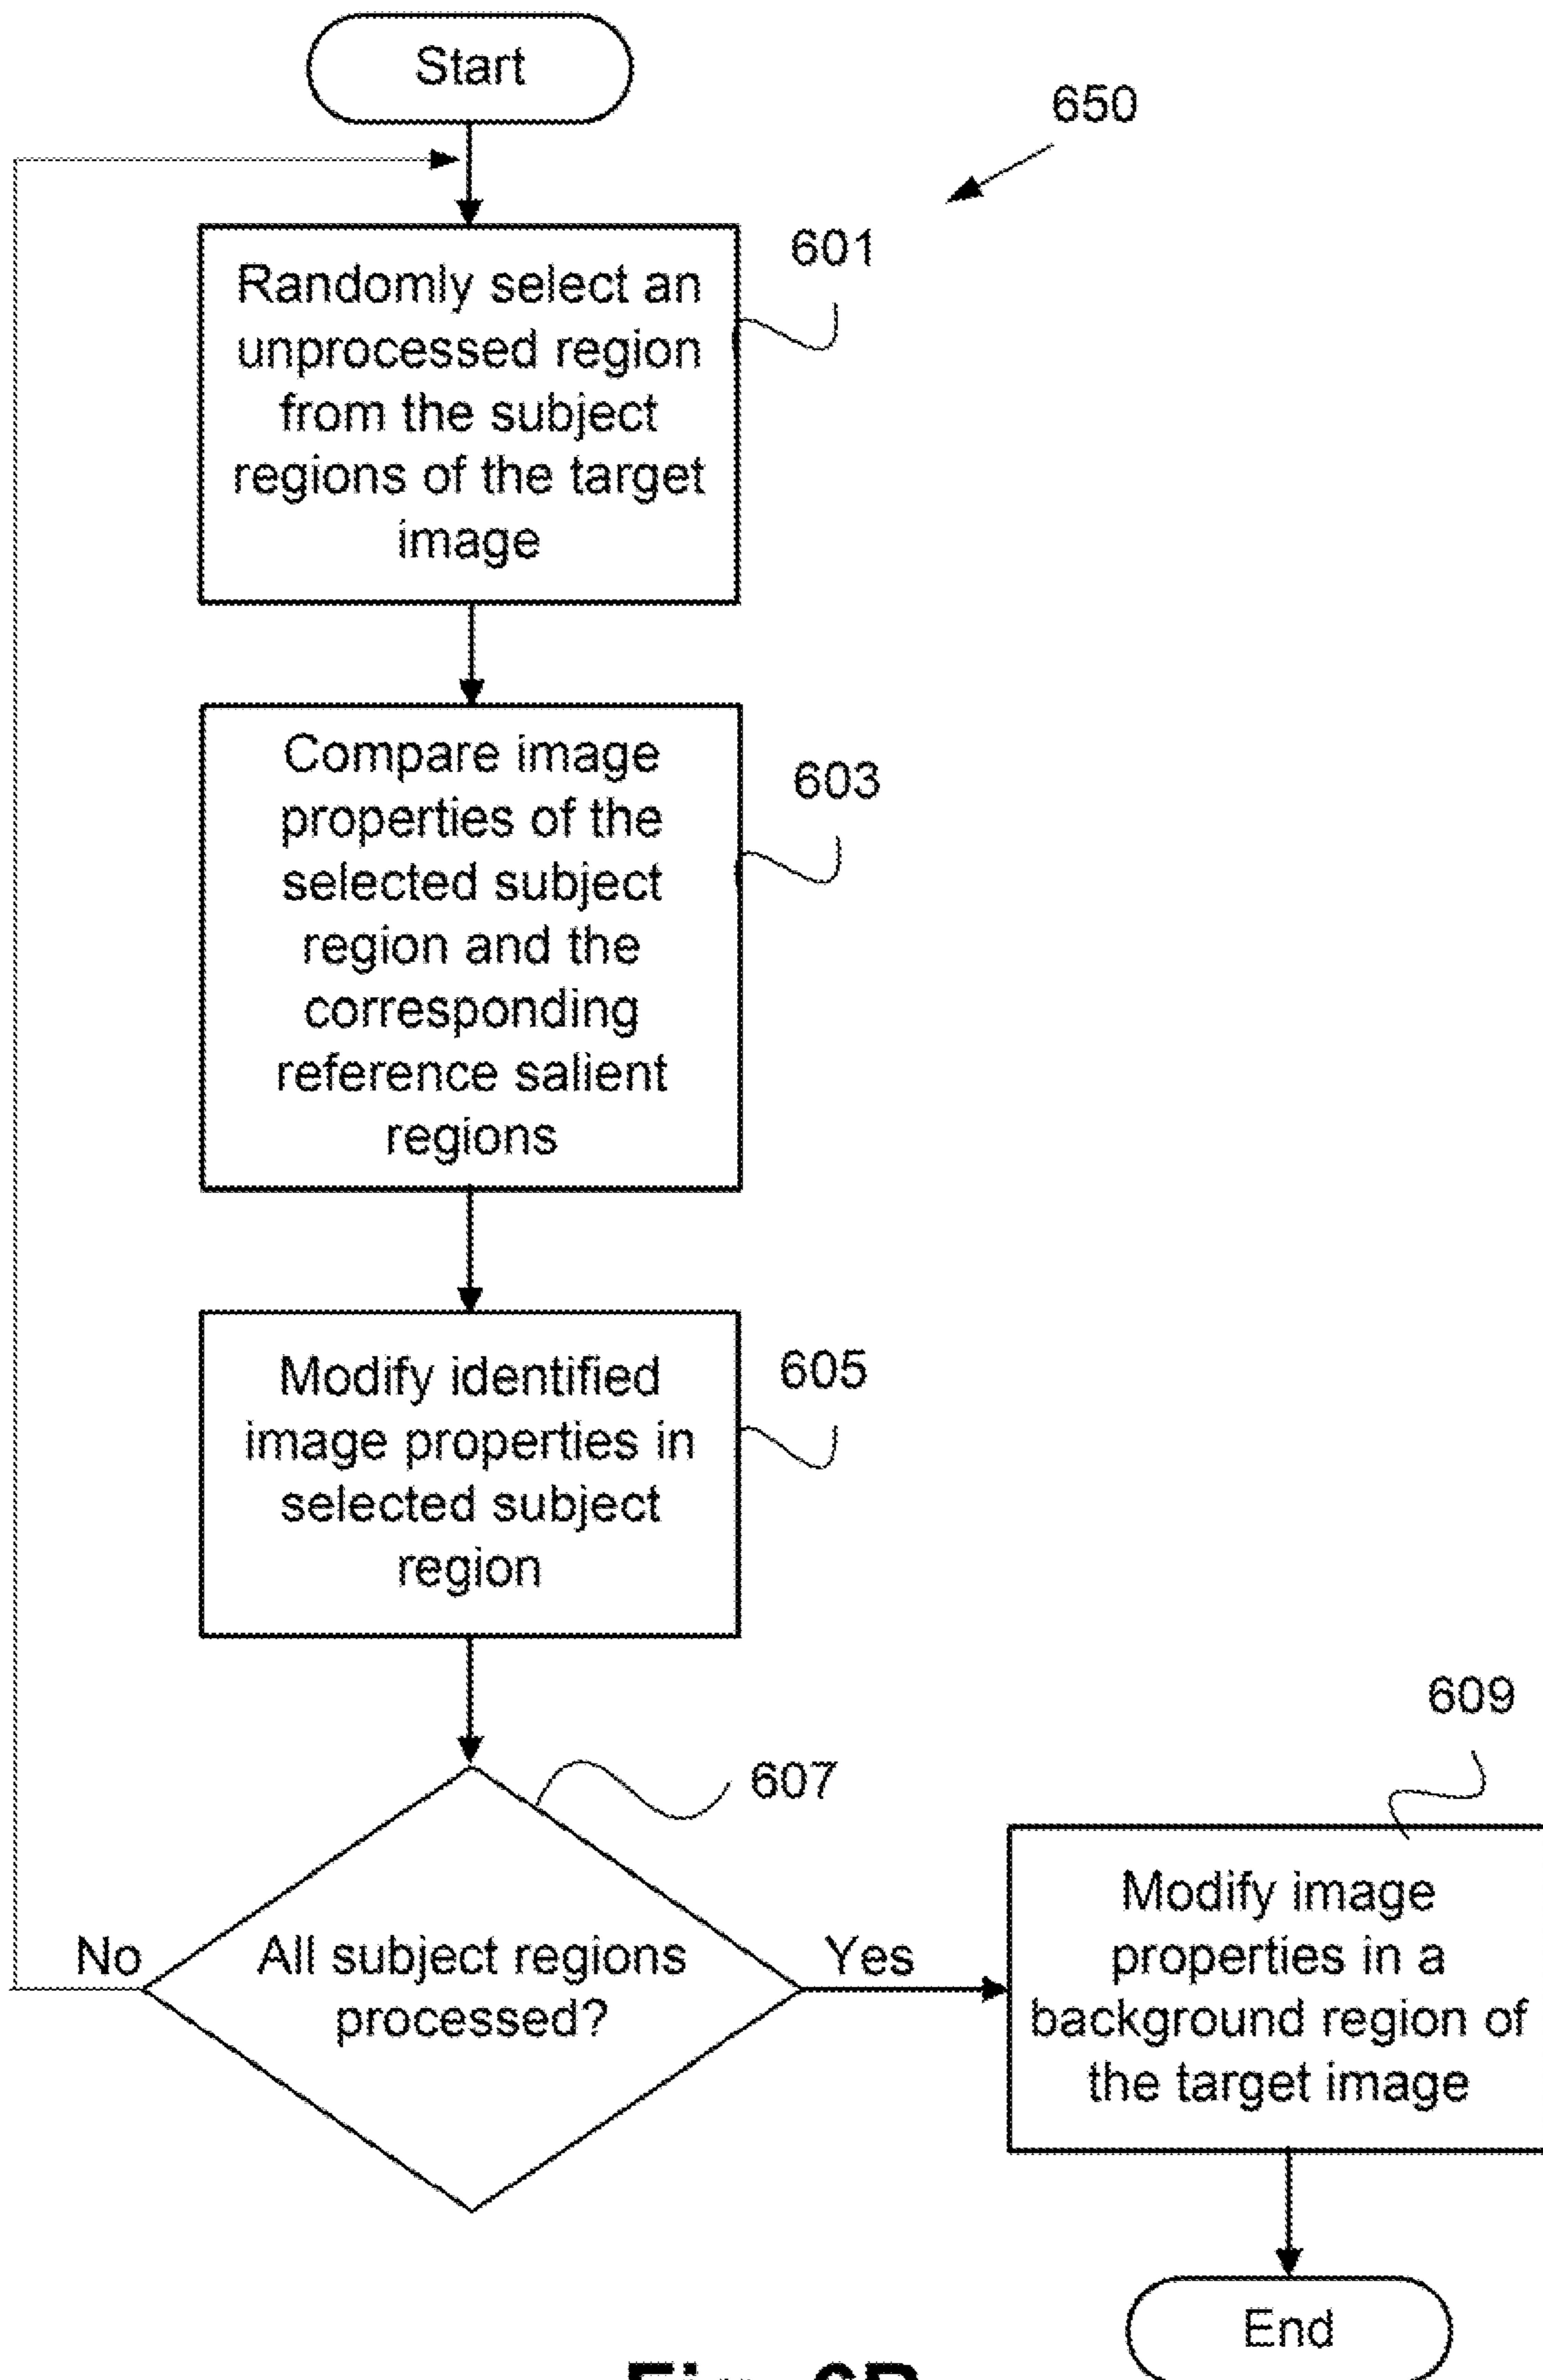 Start
650
601
Randomly select an
unprocessed region
from the subject
regions of the target
image
603
Compare image
properties of the
selected subject
region and the
corresponding
reference salient
regions
605
Modify identified
image properties in
selected subject
region
607
All subject regions
processed?
No
Yes
609
Modify image
properties in a
background region of
the target image
End